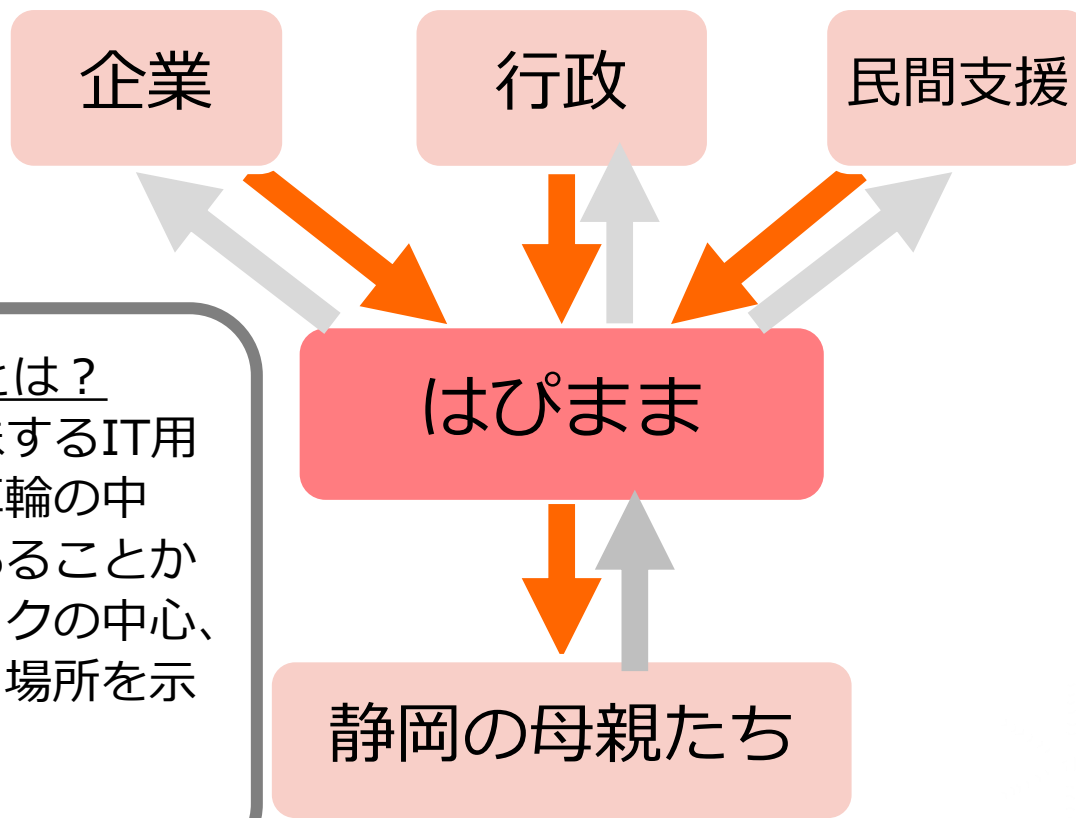 企業
行政
民間支援
はぴまま
とは？
するIT用
輪の中
ることか
クの中心、
場所を示
静岡の母親たち